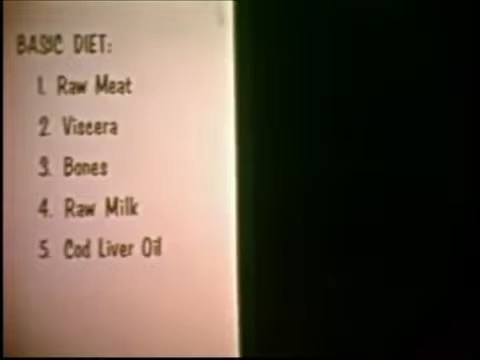 BASIC DIET:
1. Raw Meat
2. Viscera
3. Bones
4. Raw Milk
5. Cod Liver Oil